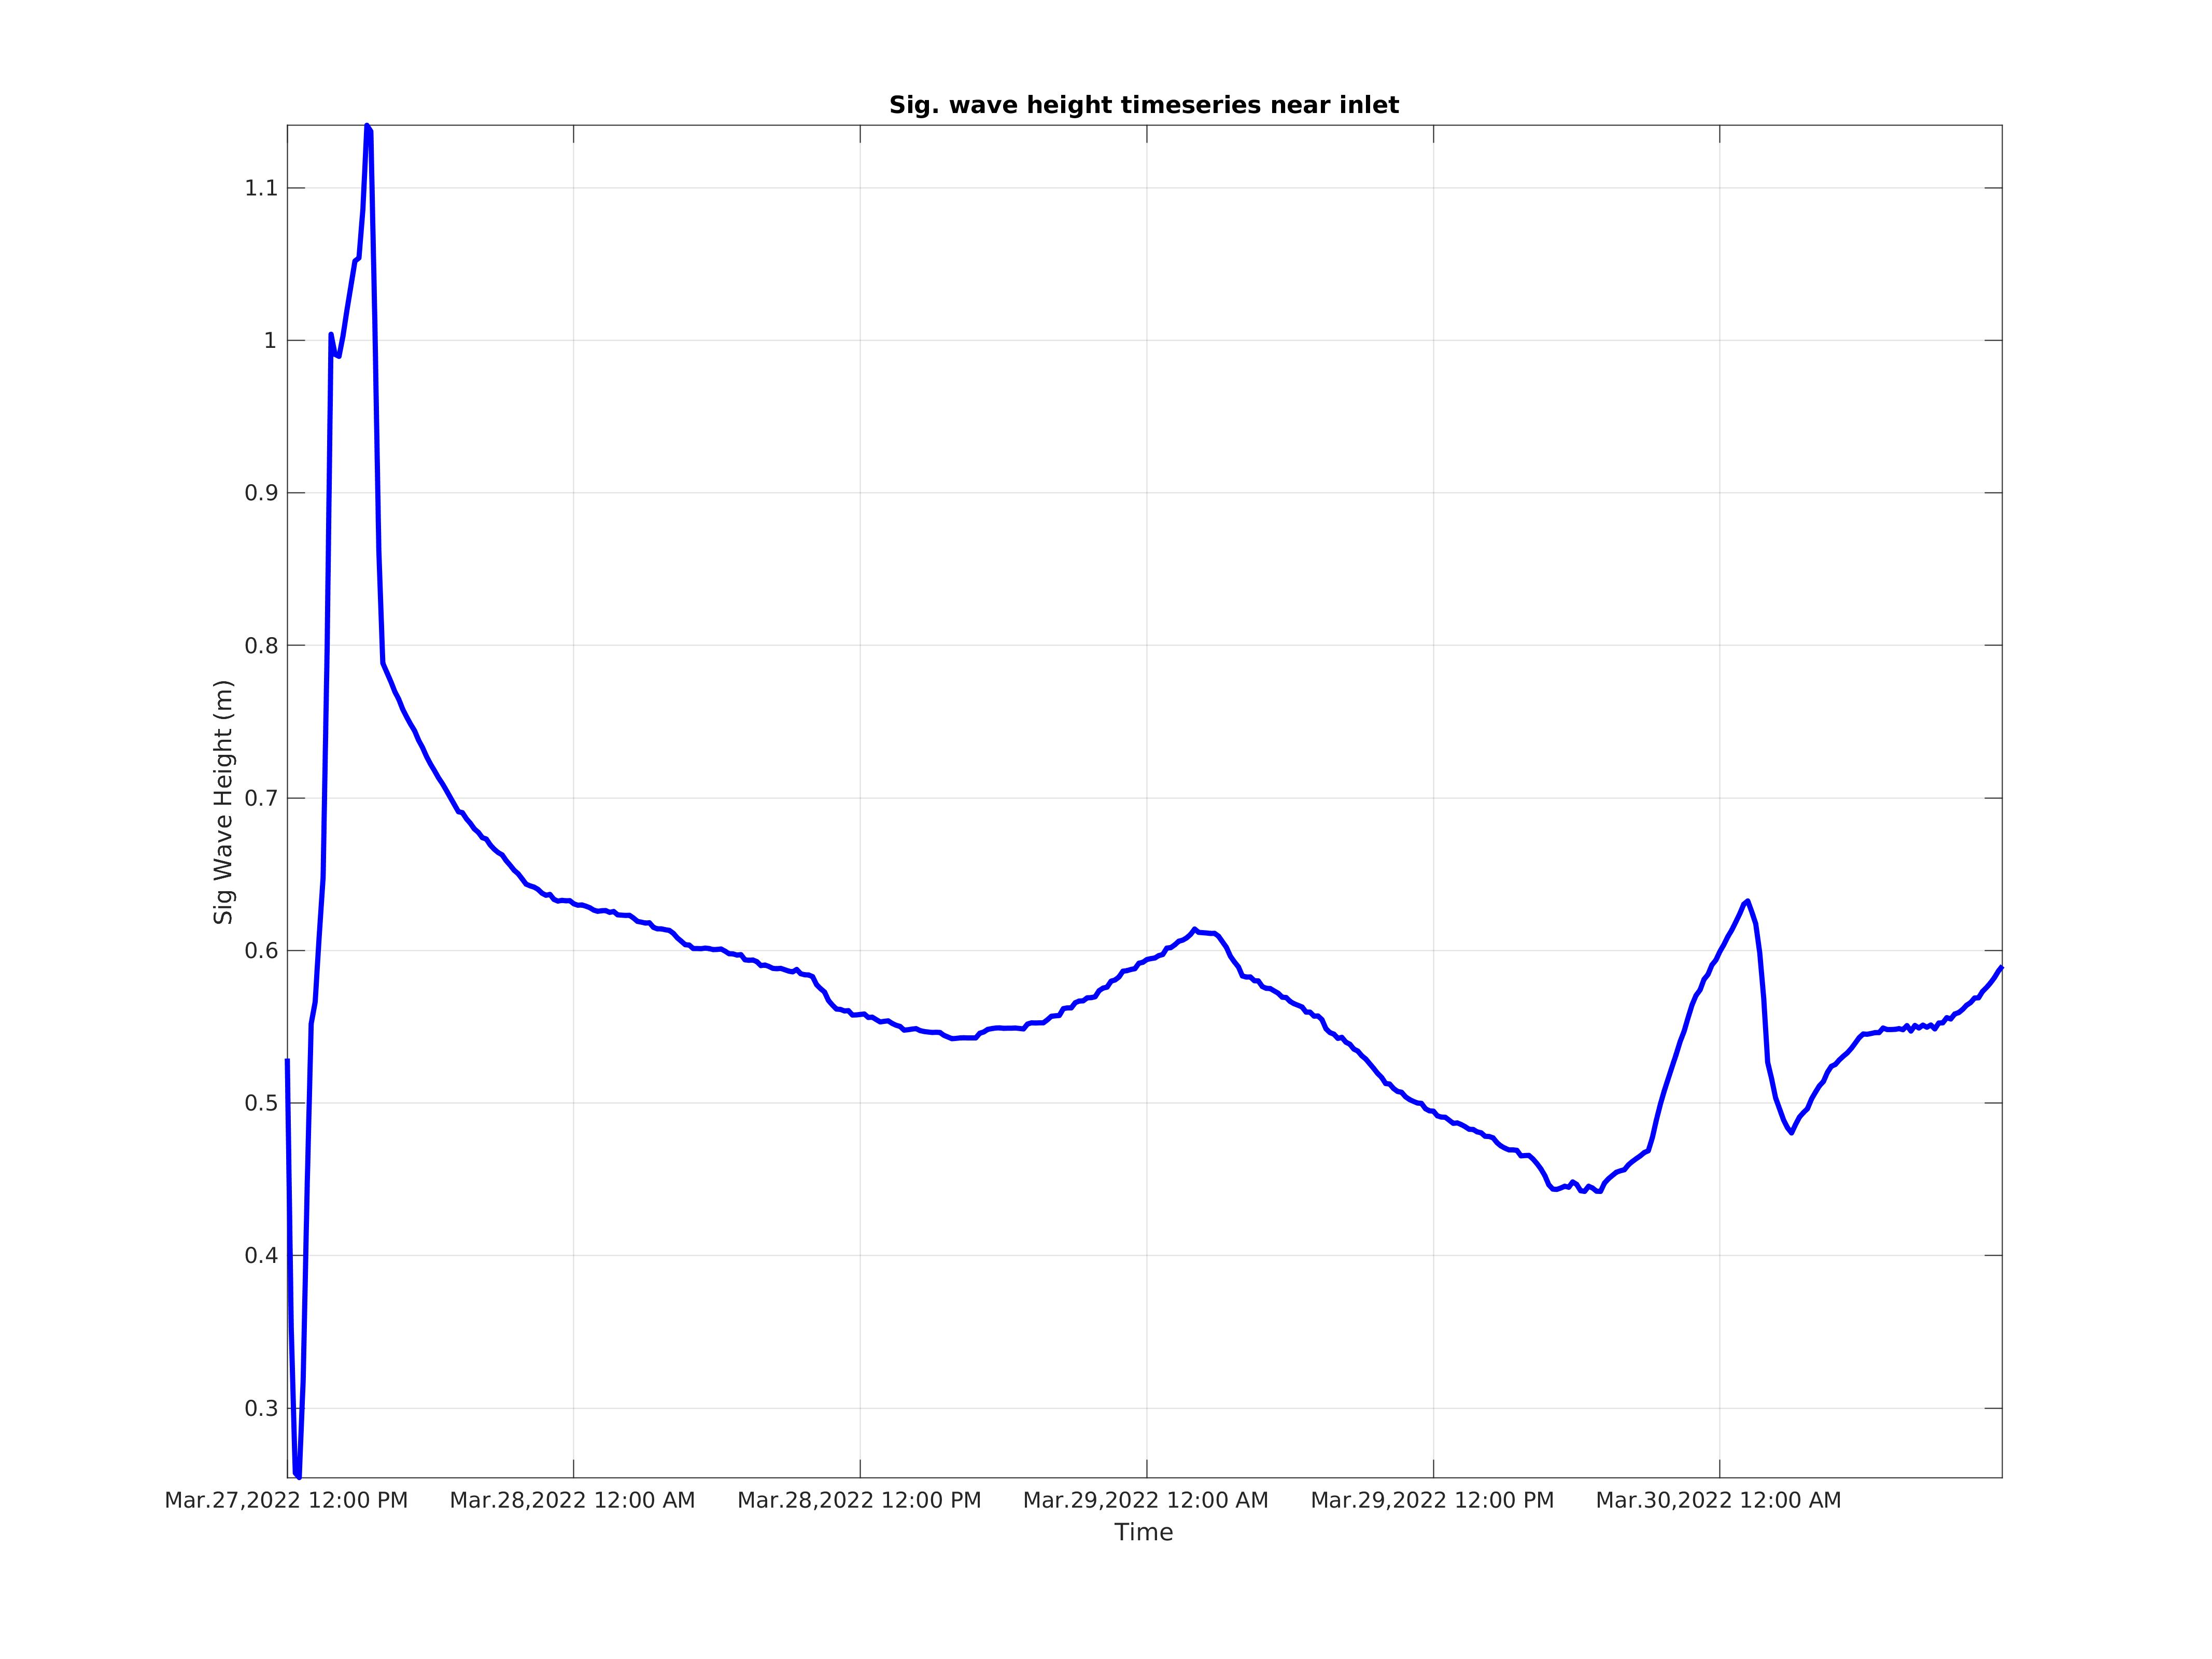 Sig. wave height timeseries near inlet
1.1
1
0.9
0.8
0.7
0.6
0.5
0.4
0.3
Sig Wave Height (m)
Mar.27,2022 12:00 PM
Mar.28,2022 12:00 AM
Mar.28,2022 12:00 PM
Mar.29,2022 12:00 AM
Mar.29,2022 12:00 PM
Mar.30,2022 12:00 AM
Time